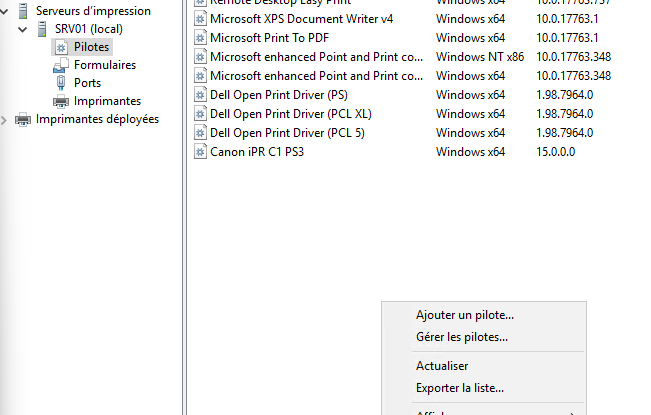 Serveurs d'impression
SRV01 (local)
Pilotes
Formulaires
Ports
Imprimantes
Imprimantes déployées
Remote Desktop Easy Print Windows x64 10.0.17763.737
Microsoft XPS Document Writer v4 Windows x64 10.0.17763.1
Microsoft Print To PDF Windows x64 10.0.17763.1
Microsoft enhanced Point and Print co... Windows NT x86 10.0.17763.348
Microsoft enhanced Point and Print co... Windows x64 10.0.17763.348
Dell Open Print Driver (PS) Windows x64 1.98.7964.0
Dell Open Print Driver (PCL XL) Windows x64 1.98.7964.0
Dell Open Print Driver (PCL 5) Windows x64 1.98.7964.0
Canon iPR C1 PS3 Windows x64 15.0.0.0
Ajouter un pilote...
Gérer les pilotes...
Actualiser
Exporter la liste...